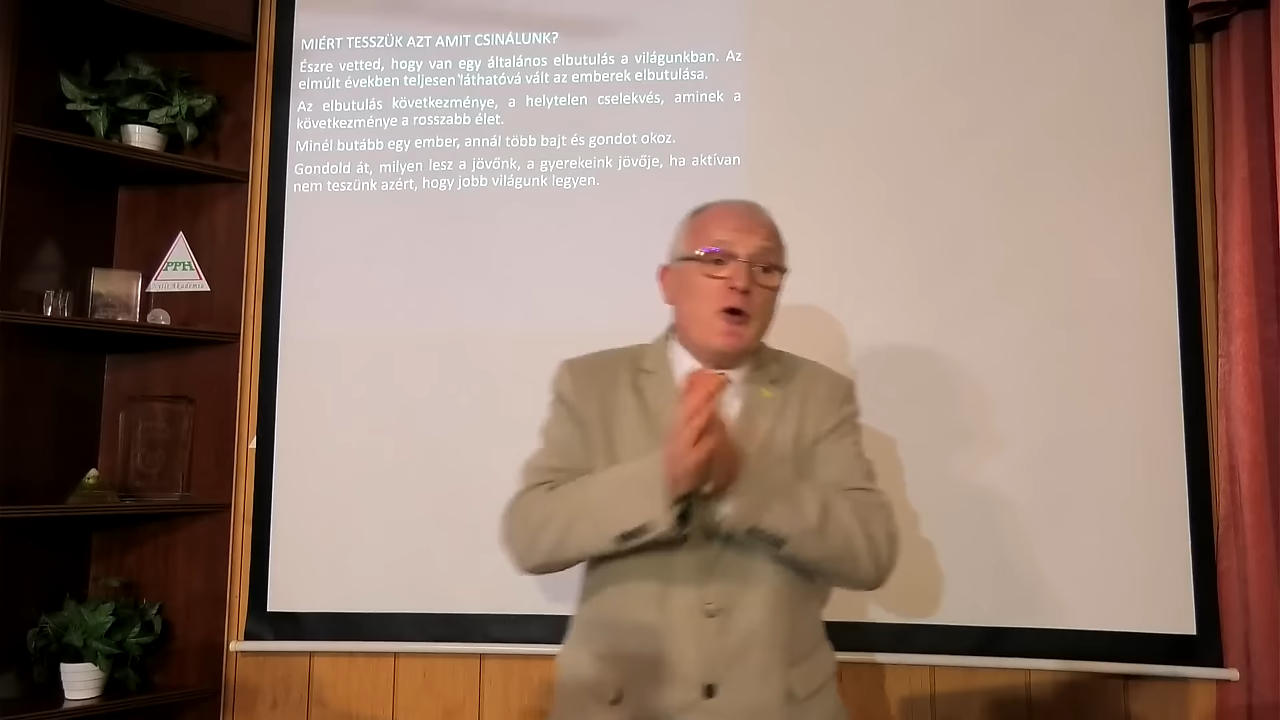 MIÉRT TESSZÜK AZT AMIT CSINÁLUNK?
Észre vetted, hogy van egy általános elbutulás a világunkban. Az
elmúlt években teljesen láthatóvá vált az emberek elbutulása.
Az elbutulás következménye, a helytelen cselekvés, aminek a
következménye a rosszabb élet.
Minél butább egy ember, annál több bajt és gondot okoz.
Gondold át, milyen lesz a jövőnk, a gyerekeink jövője, ha aktívan
nem teszünk azért, hogy jobb világunk legyen.
PPH
Nyílt Akadémia